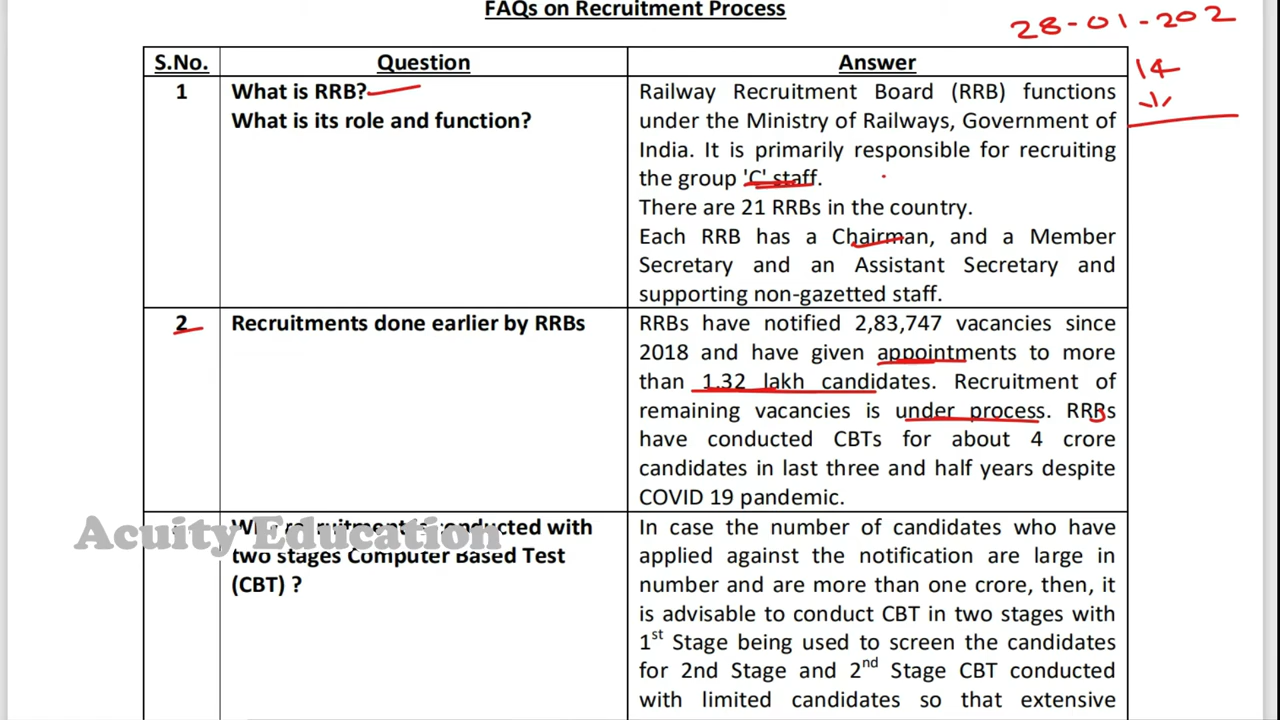 FAQs on Recruitment Process
28-01-202
14
S.No. Question Answer
1 What is RRB?
What is its role and function?
Railway Recruitment Board (RRB) functions
under the Ministry of Railways, Government of
India. It is primarily responsible for recruiting
the group 'C' staff.
There are 21 RRBs in the country.
Each RRB has a Chairman, and a Member
Secretary and an Assistant Secretary and
supporting non-gazetted staff.
2 Recruitments done earlier by RRBs
RRBs have notified 2,83,747 vacancies since
2018 and have given appointments to more
than 1.32 lakh candidates. Recruitment of
remaining vacancies is under process. RRBs
have conducted CBTs for about 4 crore
candidates in last three and half years despite
COVID 19 pandemic.
Acuity Education
conducted with
two stages Computer Based Test
(CBT) ?
In case the number of candidates who have
applied against the notification are large in
number and are more than one crore, then, it
is advisable to conduct CBT in two stages with
1st Stage being used to screen the candidates
for 2nd Stage and 2nd Stage CBT conducted
with limited candidates so that extensive